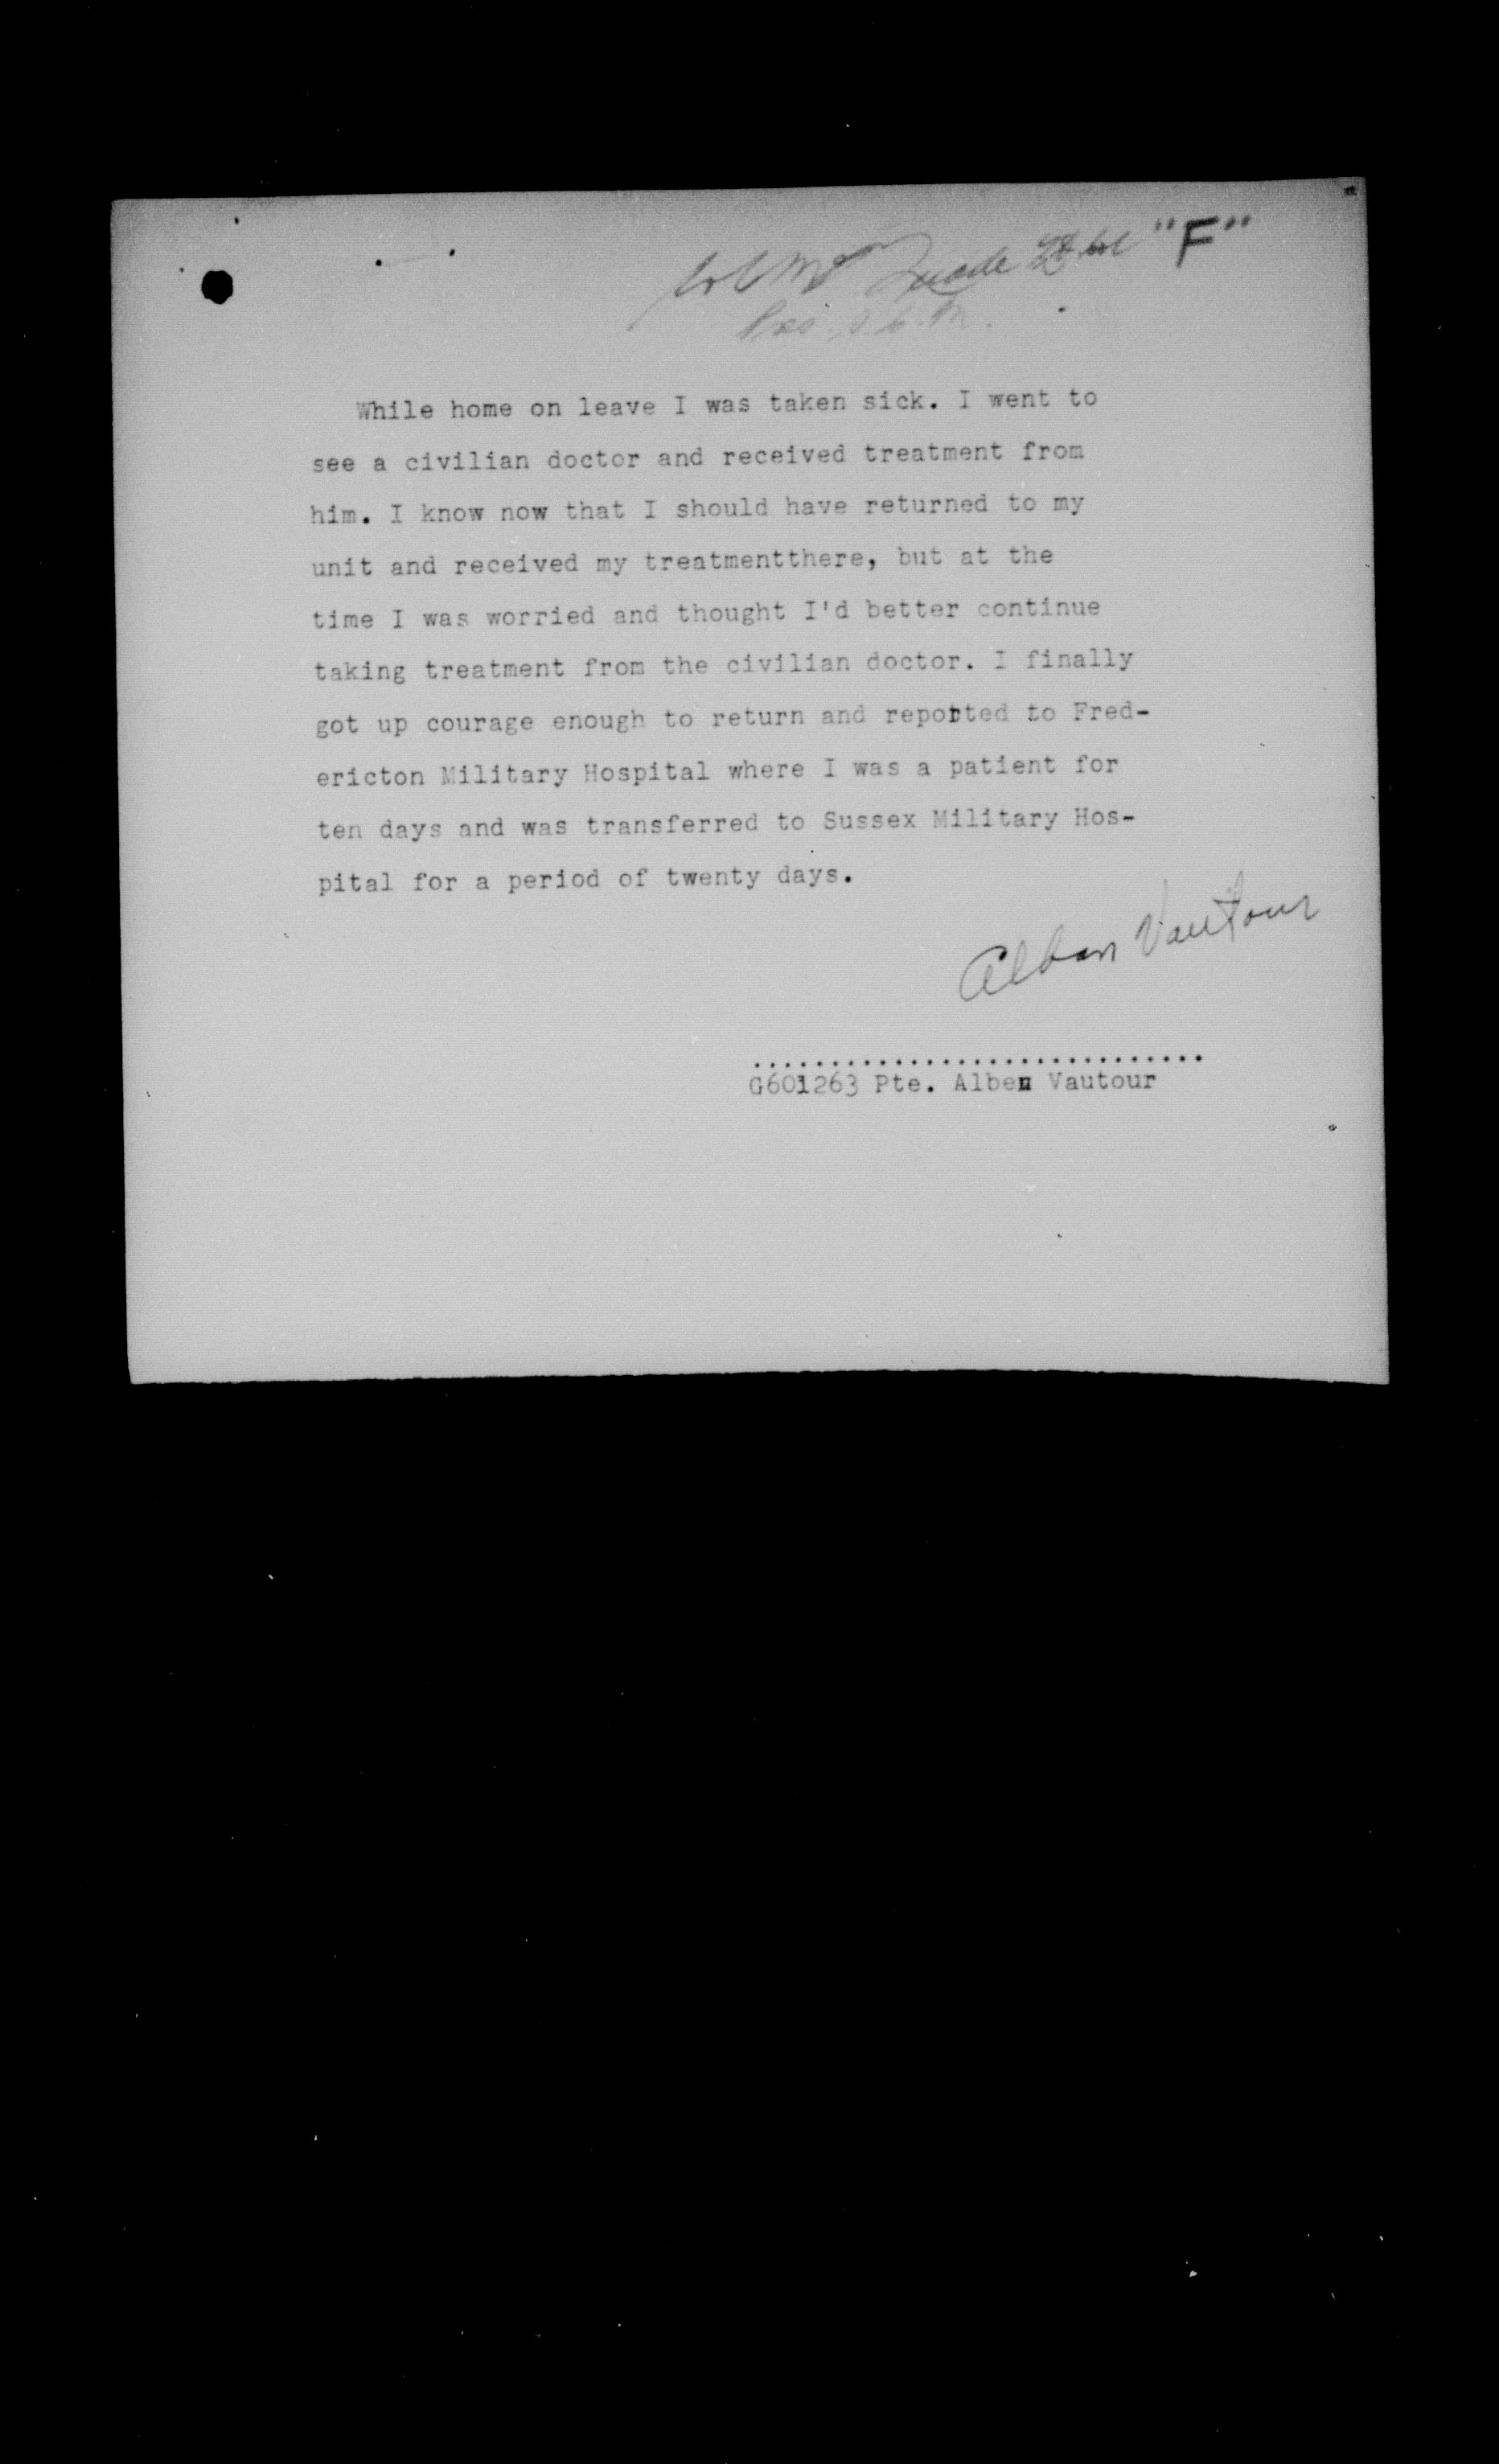 "F"
While home on leave I was taken sick. I went to
see a civilian doctor and received treatment from
him. I know now that I should have returned to my
unit and received my treatmentthere, but at the
time I was worried and thought I'd better continue
taking treatment from the civilian doctor. I finally
got up courage enough to return and reported to Fred-
ericton Military Hospital where I was a patient for
ten days and was transferred to Sussex Military Hos-
pital for a period of twenty days.
Alban Vautour
..............................
G601263 Pte. Alben Vautour